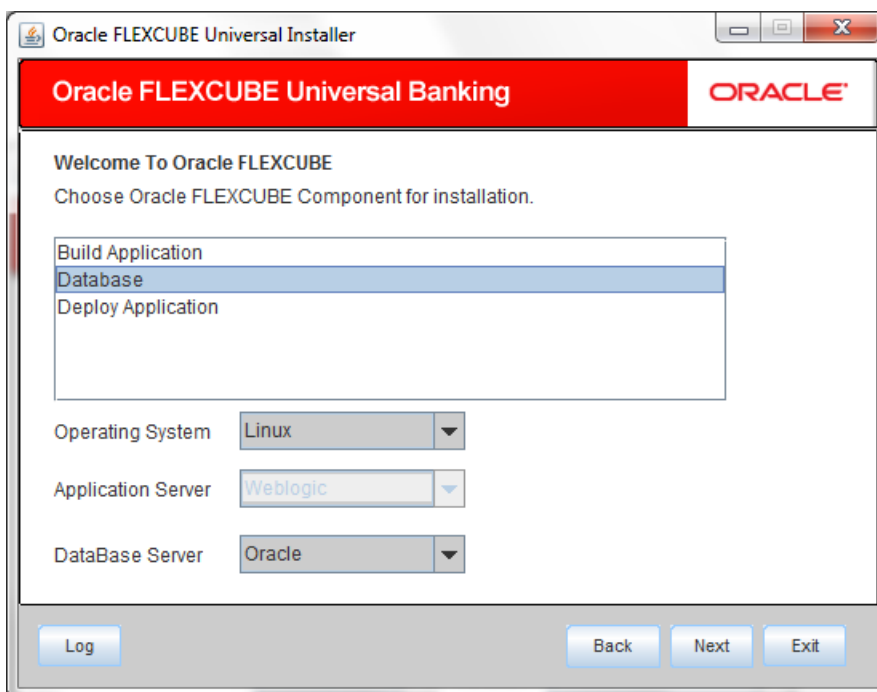 Oracle FLEXCUBE Universal Installer
Oracle FLEXCUBE Universal Banking
ORACLE
Welcome To Oracle FLEXCUBE
Choose Oracle FLEXCUBE Component for installation.
Build Application
Database
Deploy Application
Operating System Linux
Application Server Weblogic
DataBase Server Oracle
Log Back Next Exit